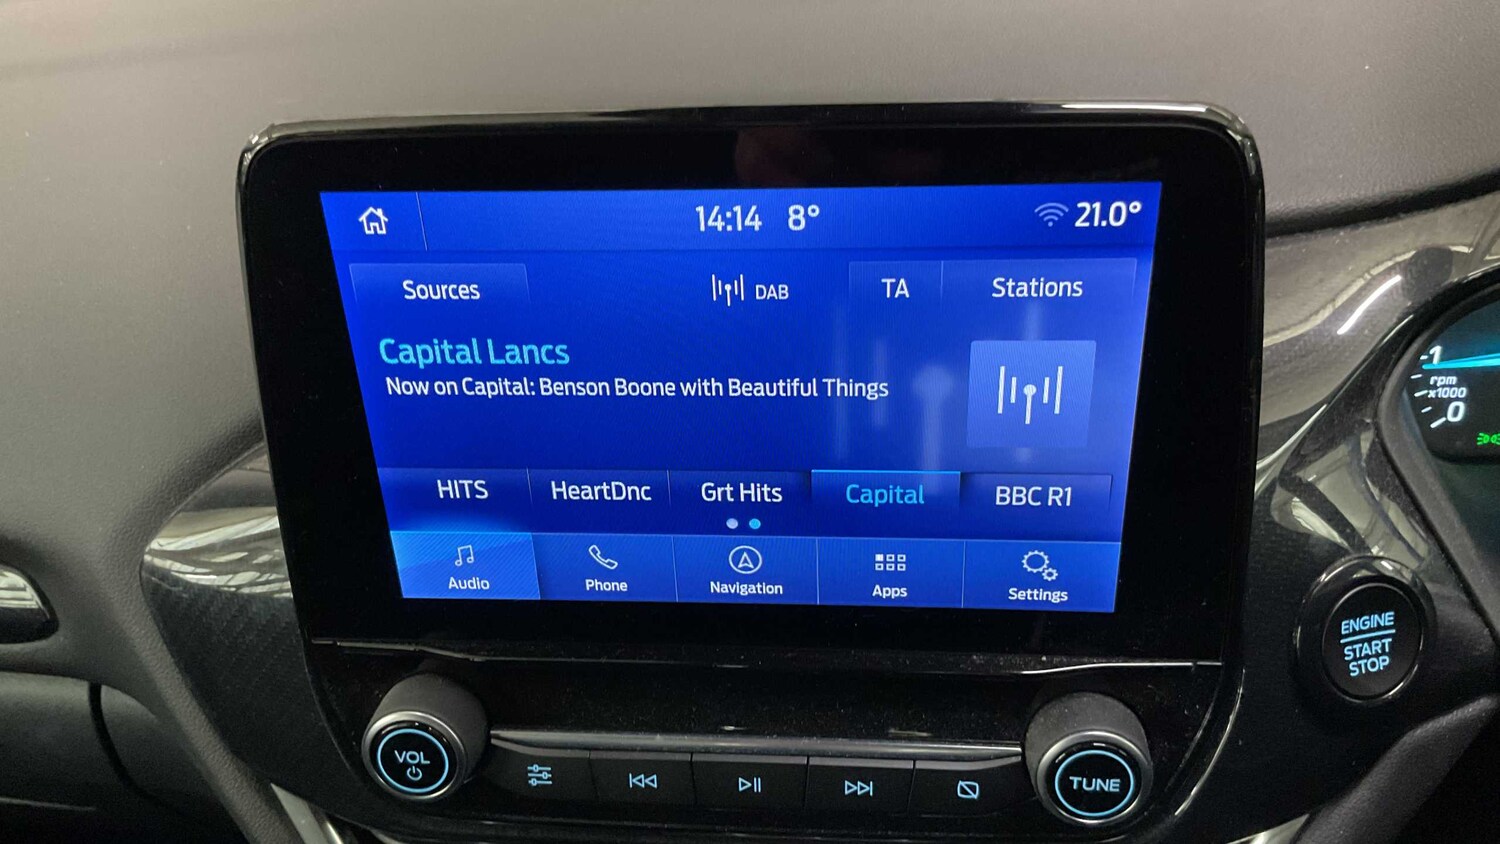 14:14 8° 21.0°
Sources DAB TA Stations
Capital Lancs
Now on Capital: Benson Boone with Beautiful Things
HITS HeartDnc Grt Hits Capital BBC R1
Audio Phone Navigation Apps Settings
VOL
TUNE
ENGINE
START
STOP
1
rpm
x1000
0